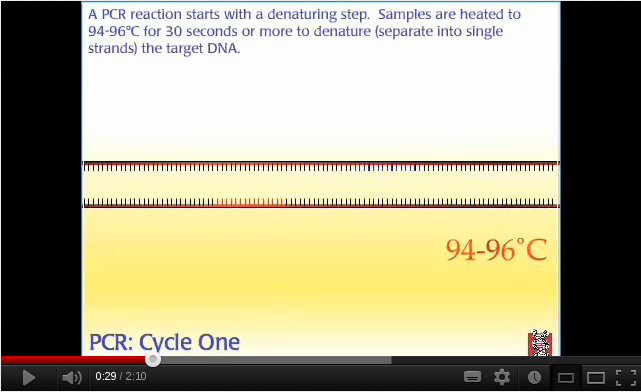 A PCR reaction starts with a denaturing step.  Samples are heated to
94-96°C for 30 seconds or more to denature (separate into single
strands) the target DNA.
94-96°C
PCR: Cycle One
0:29 / 2:10